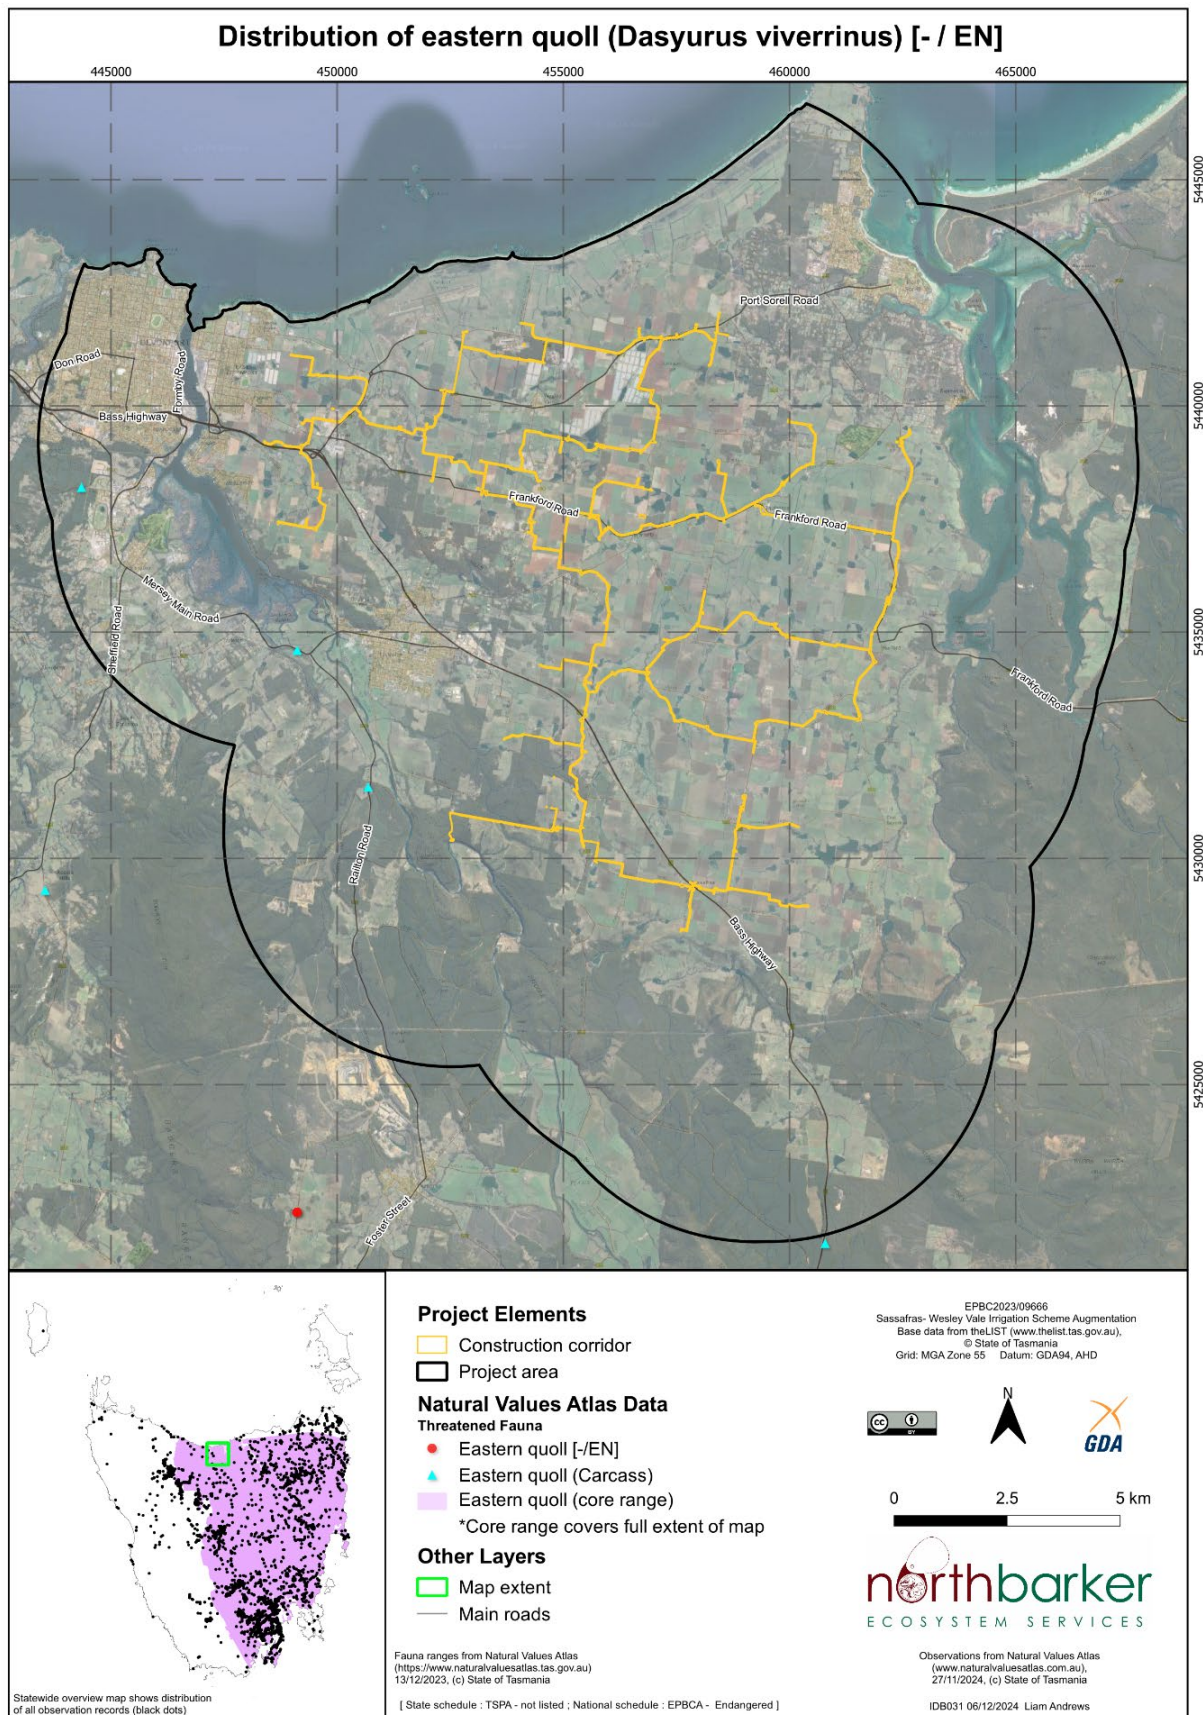 Distribution of eastern quoll (Dasyurus viverrinus) [- / EN]
445000
450000
455000
460000
465000
5445000
Port Sorell Road
Don Road
Formby Road
5440000
Bass Highway
Frankford Road
Frankford Road
Mersey Main Road
Sheffield Road
5435000
Frankford Road
Railton Road
5430000
Bass Highway
5425000
Foster Street
Project Elements
Construction corridor
Project area
Natural Values Atlas Data
Threatened Fauna
Eastern quoll [-/EN]
Eastern quoll (Carcass)
Eastern quoll (core range)
*Core range covers full extent of map
Other Layers
Map extent
Main roads
Fauna ranges from Natural Values Atlas
(https://www.naturalvaluesatlas.tas.gov.au)
13/12/2023, (c) State of Tasmania
[ State schedule : TSPA - not listed ; National schedule : EPBCA - Endangered ]
Statewide overview map shows distribution
of all observation records (black dots)
EPBC2023/09666
Sassafras- Wesley Vale Irrigation Scheme Augmentation
Base data from theLIST (www.thelist.tas.gov.au),
© State of Tasmania
Grid: MGA Zone 55 Datum: GDA94, AHD
cc
BY
N
GDA
0 2.5 5 km
northbarker
ECOSYSTEM SERVICES
Observations from Natural Values Atlas
(www.naturalvaluesatlas.com.au),
27/11/2024, (c) State of Tasmania
IDB031 06/12/2024 Liam Andrews